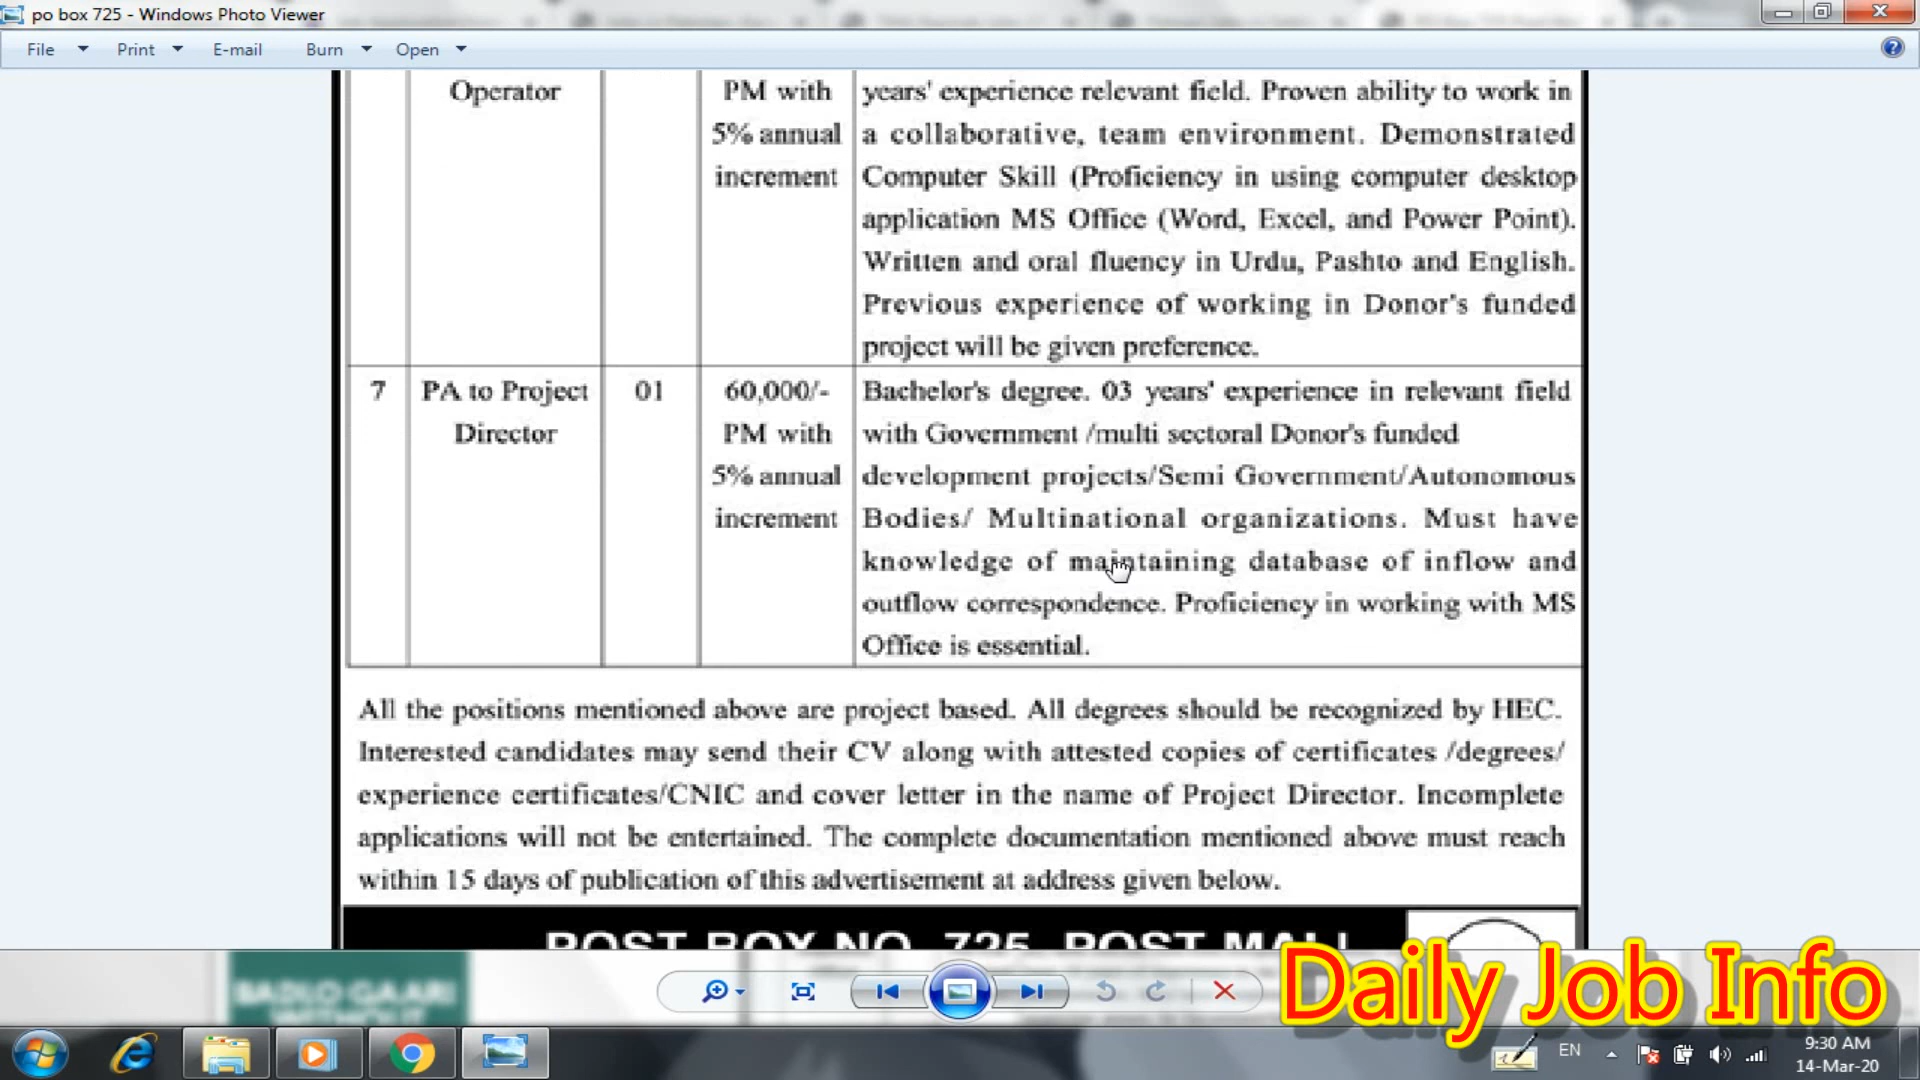 po box 725 - Windows Photo Viewer
File Print E-mail Burn Open
Operator PM with years' experience relevant field. Proven ability to work in
5% annual a collaborative, team environment. Demonstrated
increment Computer Skill (Proficiency in using computer desktop
application MS Office (Word, Excel, and Power Point).
Written and oral fluency in Urdu, Pashto and English.
Previous experience of working in Donor's funded
project will be given preference.
7 PA to Project 01 60,000/- Bachelor's degree. 03 years' experience in relevant field
Director PM with with Government /multi sectoral Donor's funded
5% annual development projects/Semi Government/Autonomous
increment Bodies/ Multinational organizations. Must have
knowledge of maintaining database of inflow and
outflow correspondence. Proficiency in working with MS
Office is essential.
All the positions mentioned above are project based. All degrees should be recognized by HEC.
Interested candidates may send their CV along with attested copies of certificates /degrees/
experience certificates/CNIC and cover letter in the name of Project Director. Incomplete
applications will not be entertained. The complete documentation mentioned above must reach
within 15 days of publication of this advertisement at address given below.
POST BOX NO. 725, POST MALL
BADLO GAARI
WITHOUT
Daily Job Info
EN
9:30 AM
14-Mar-20